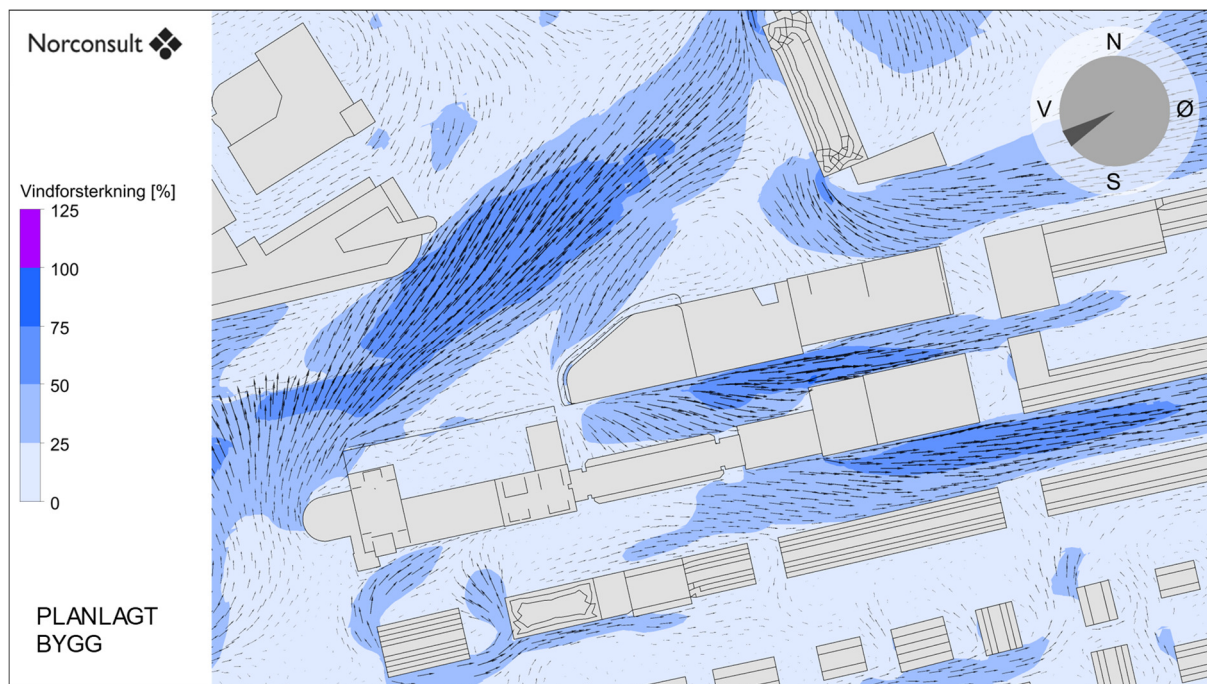 Norconsult
Vindforsterkning [%]
125
100
75
50
25
0
PLANLAGT
BYGG
N
V
Ø
S